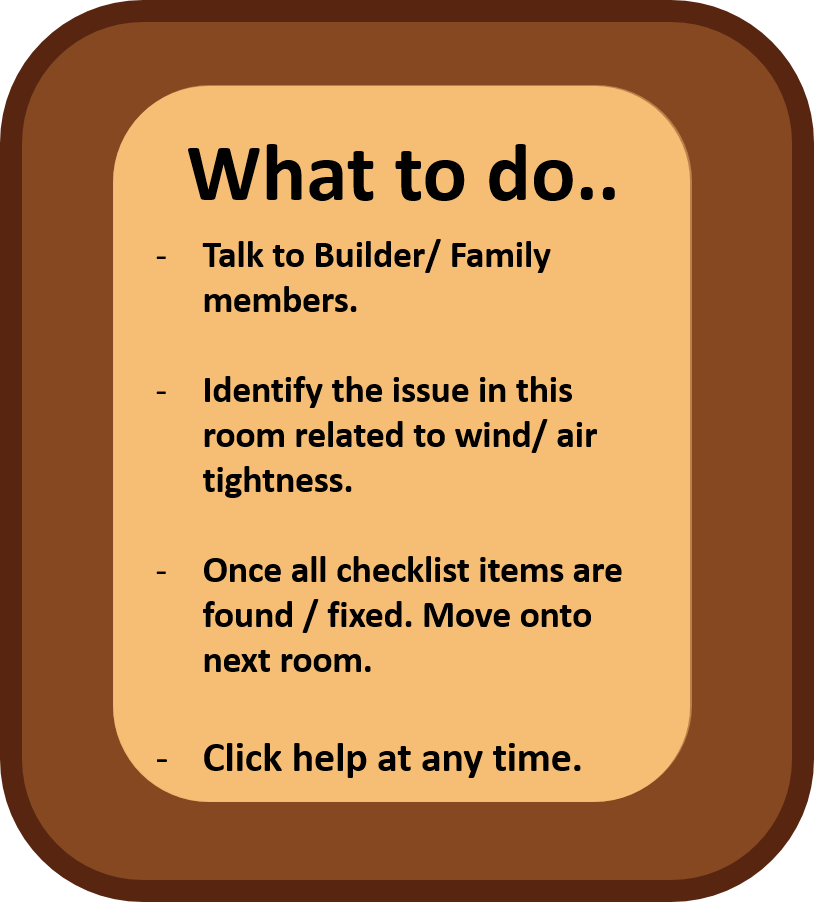 What to do..
- Talk to Builder/ Family
members.
- Identify the issue in this
room related to wind/ air
tightness.
- Once all checklist items are
found / fixed. Move onto
next room.
- Click help at any time.